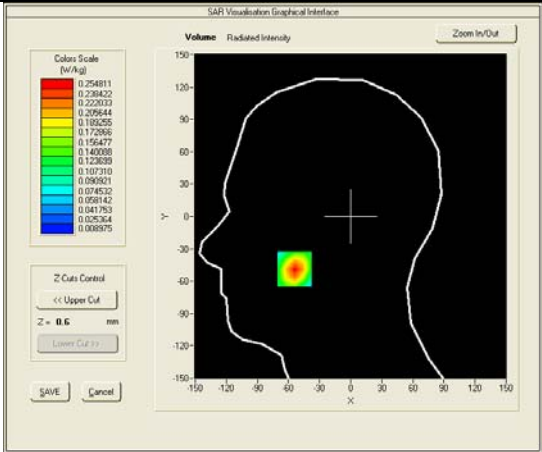 SAR Visualisation Graphical Interface
Volume Radiated Intensity
Zoom In/Out
Colors Scale
(W/kg)
0.254811
0.238422
0.222033
0.205644
0.189255
0.172866
0.156477
0.140088
0.123699
0.107310
0.090921
0.074532
0.058142
0.041753
0.025364
0.008975
Z Cuts Control
<< Upper Cut
Z = 0.6 mm
Lower Cut >>
SAVE Cancel
150
120
90
60
30
0
-30
-60
-90
-120
-150
Y
-150 -120 -90 -60 -30 0 30 60 90 120 150
X